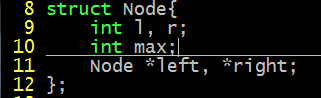 8 struct Node{
9     int l, r;
10     int max;
11     Node *left, *right;
12 };